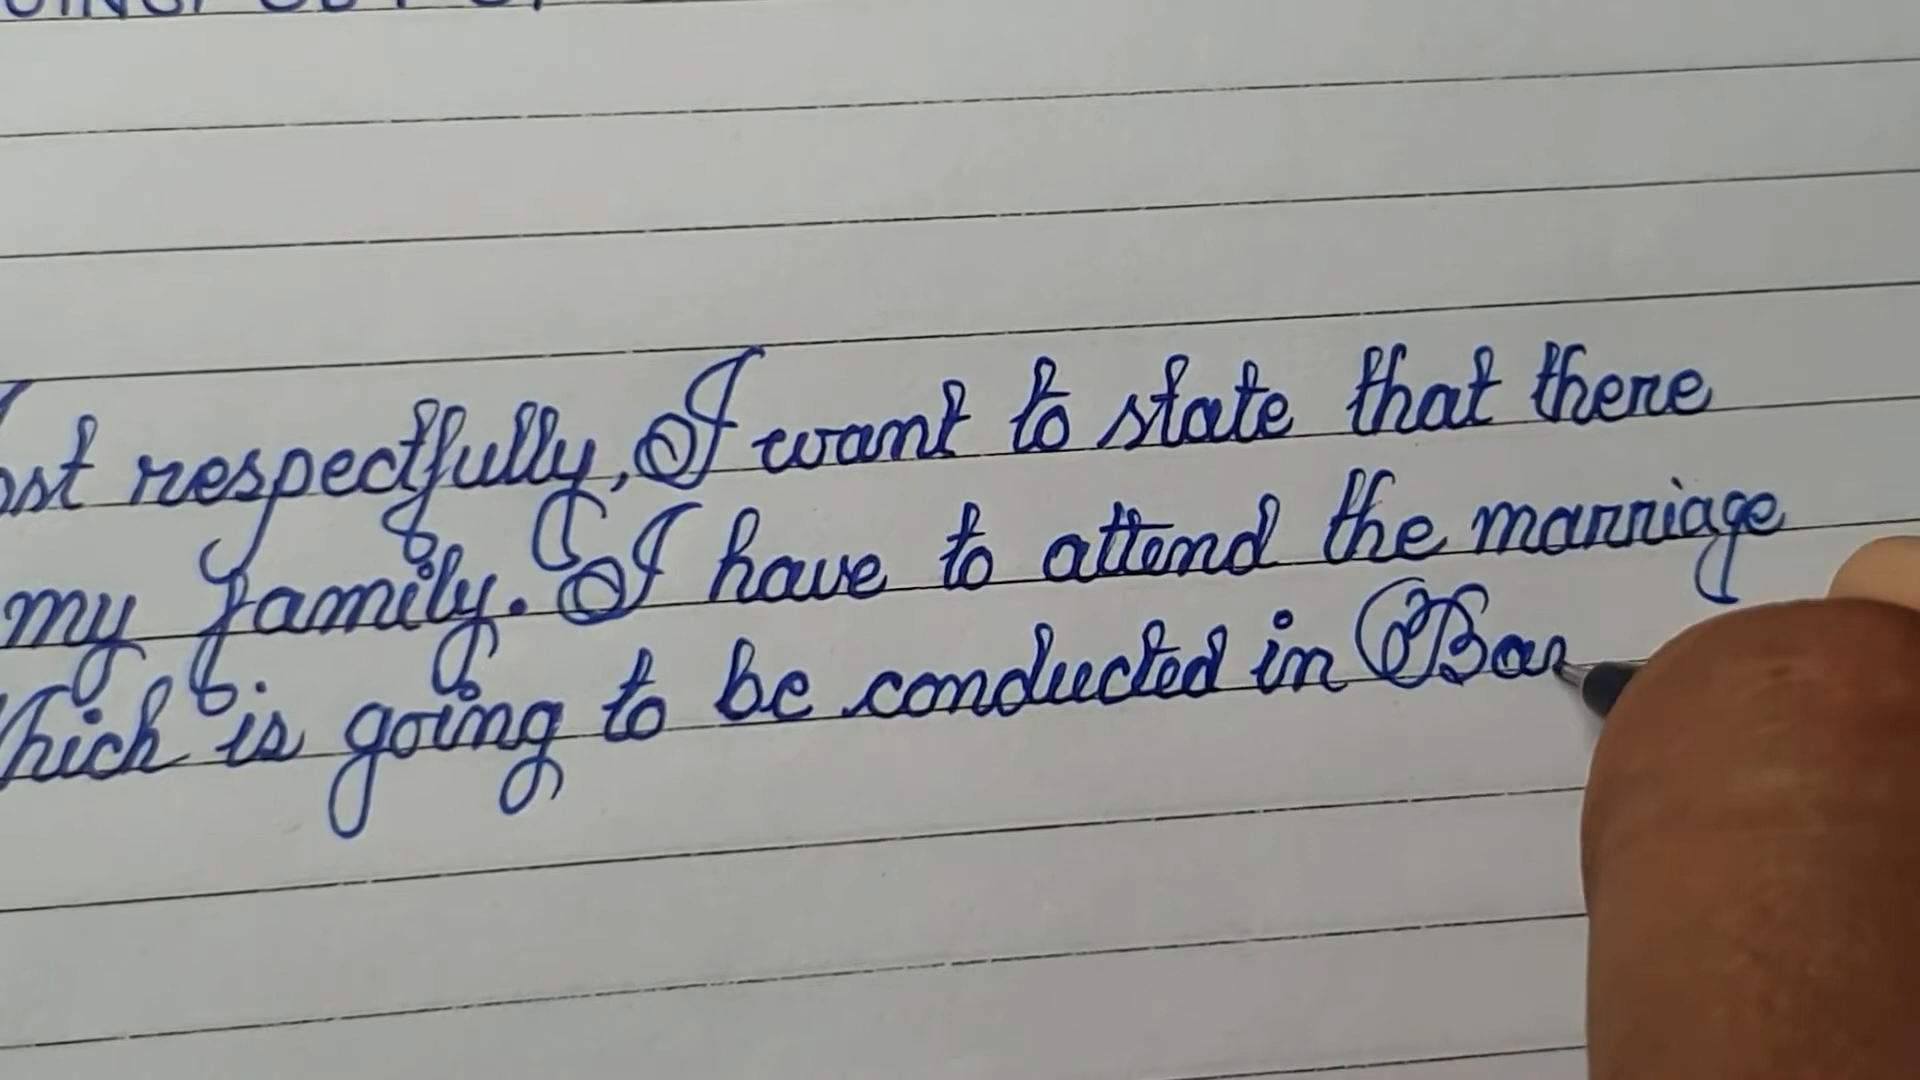 ost respectfully, I want to state that there
my family. I have to attend the marriage
hich is going to be conducted in Ban